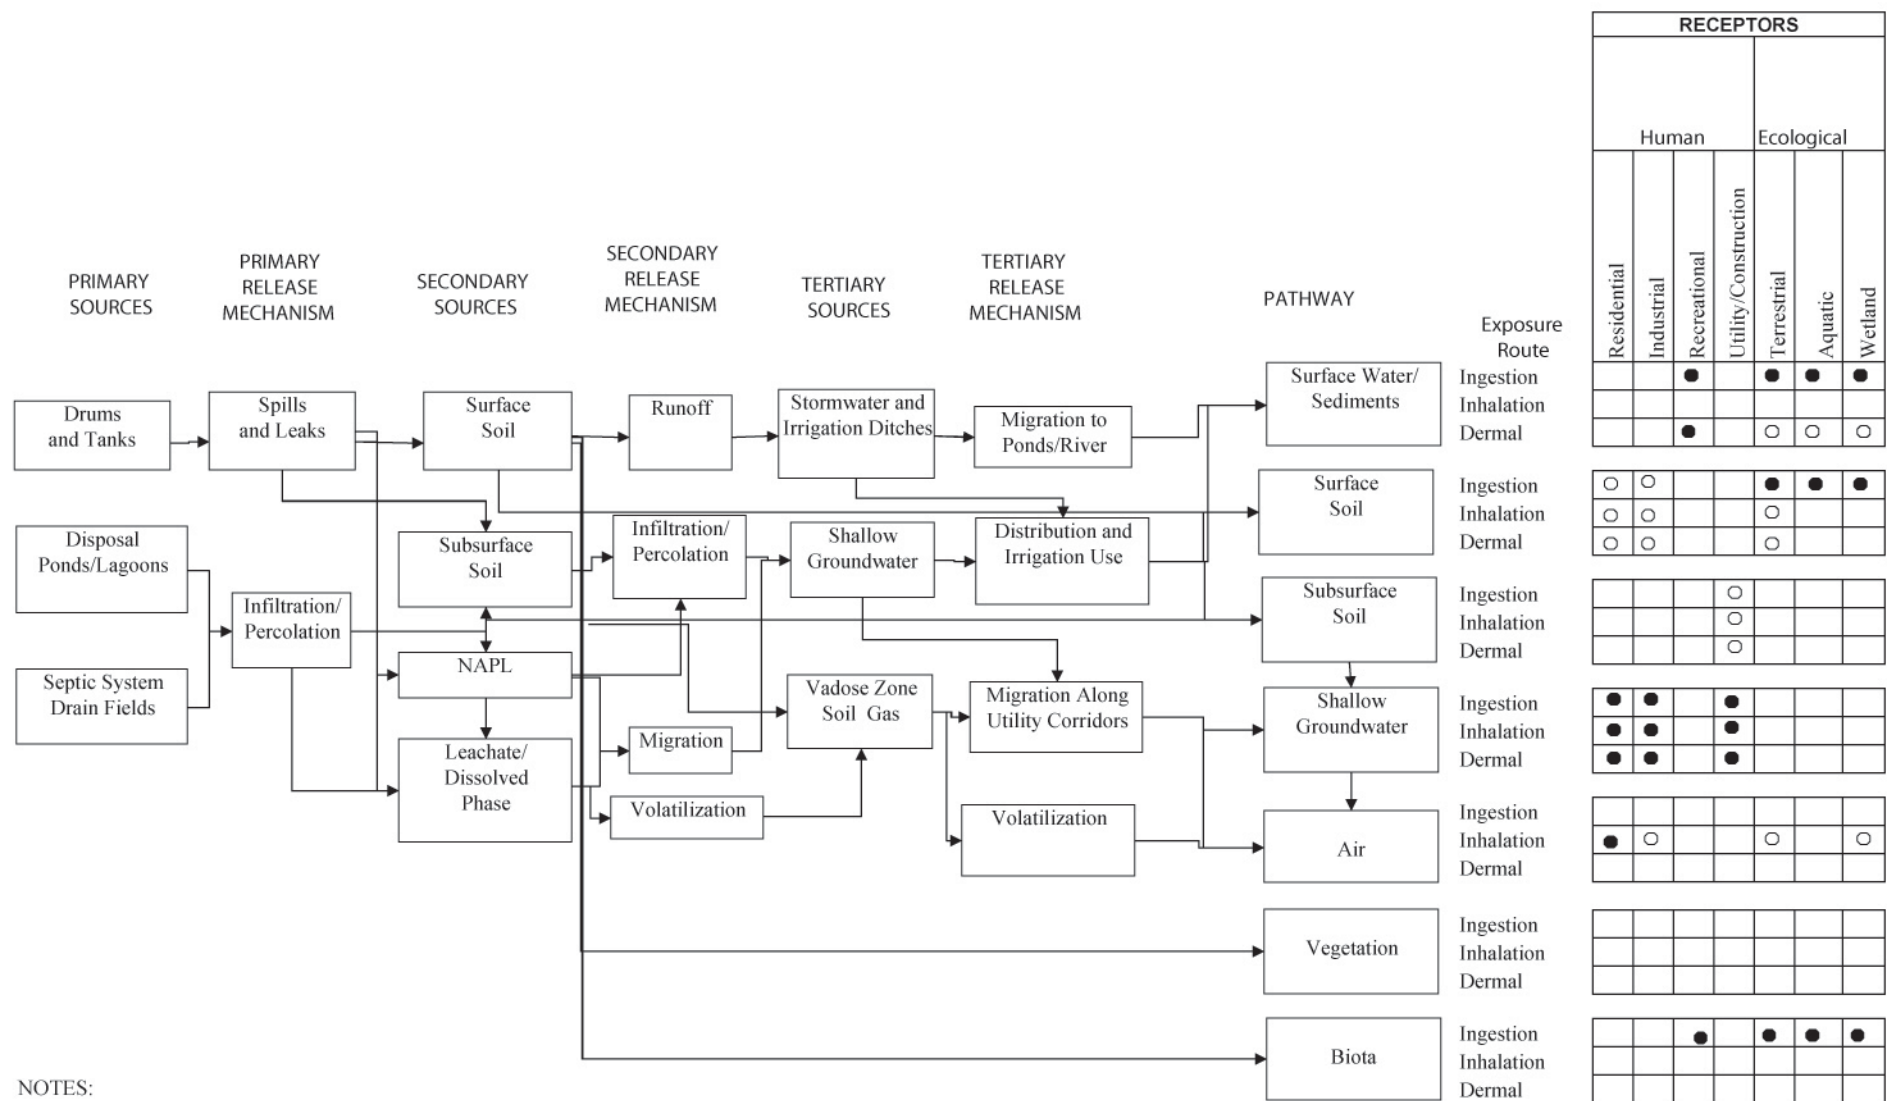 RECEPTORS
Human
Ecological
Residential
Industrial
Recreational
Utility/Construction
Terrestrial
Aquatic
Wetland
PRIMARY
SOURCES
PRIMARY
RELEASE
MECHANISM
SECONDARY
SOURCES
SECONDARY
RELEASE
MECHANISM
TERTIARY
SOURCES
TERTIARY
RELEASE
MECHANISM
PATHWAY
Exposure
Route
Drums
and Tanks
Disposal
Ponds/Lagoons
Septic System
Drain Fields
Spills
and Leaks
Infiltration/
Percolation
Surface
Soil
Subsurface
Soil
NAPL
Leachate/
Dissolved
Phase
Runoff
Infiltration/
Percolation
Migration
Volatilization
Stormwater and
Irrigation Ditches
Shallow
Groundwater
Vadose Zone
Soil Gas
Migration to
Ponds/River
Distribution and
Irrigation Use
Migration Along
Utility Corridors
Volatilization
Surface Water/
Sediments
Ingestion
Inhalation
Dermal
Surface
Soil
Ingestion
Inhalation
Dermal
Subsurface
Soil
Ingestion
Inhalation
Dermal
Shallow
Groundwater
Ingestion
Inhalation
Dermal
Air
Ingestion
Inhalation
Dermal
Vegetation
Ingestion
Inhalation
Dermal
Biota
Ingestion
Inhalation
Dermal
NOTES: